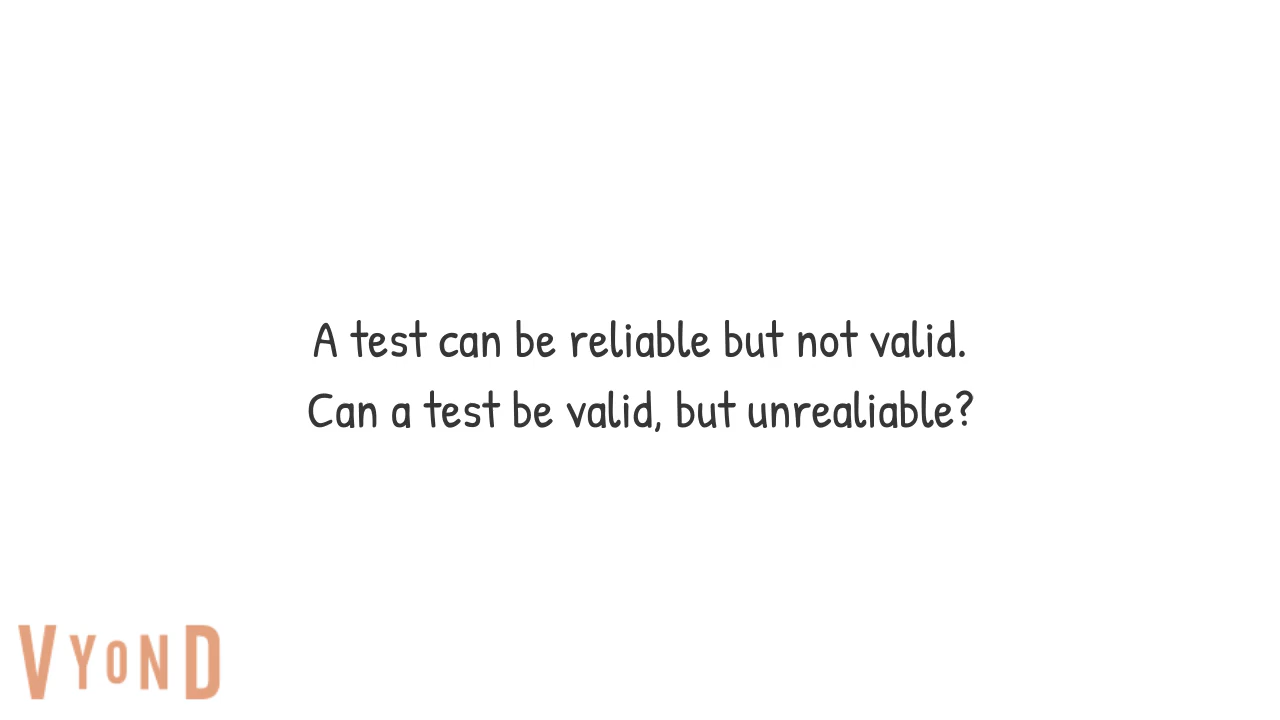 A test can be reliable but not valid.
Can a test be valid, but unrealiable?
VYOND